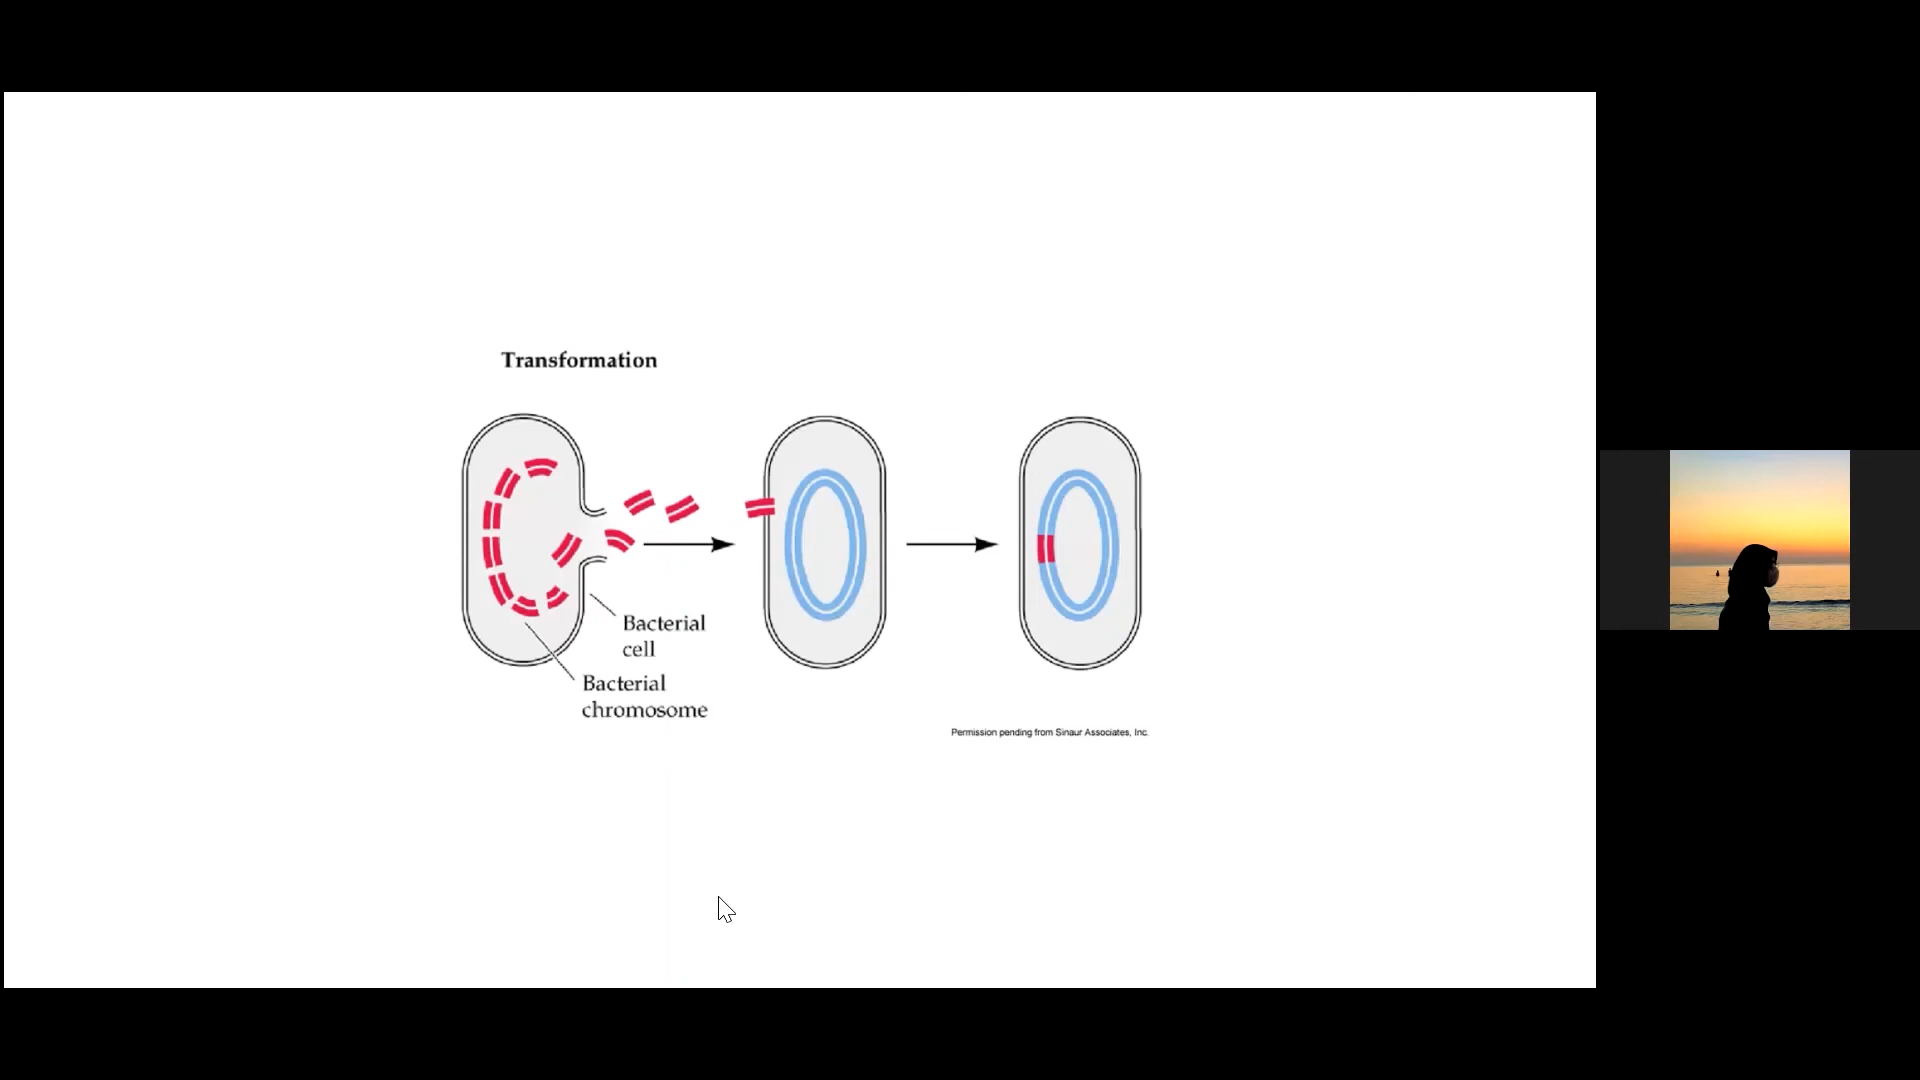 Transformation
Bacterial
cell
Bacterial
chromosome
Permission pending from Sinaur Associates, Inc.